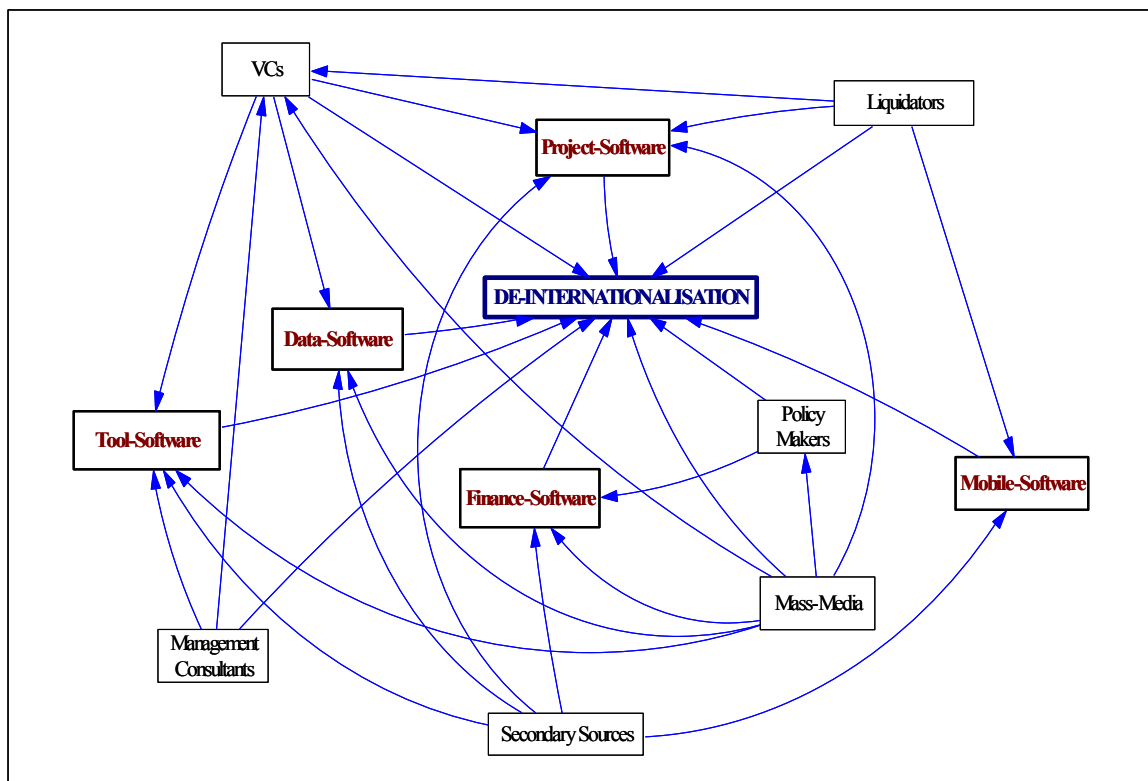 VCs
Liquidators
Project-Software
DE-INTERNATIONALISATION
Data-Software
Policy
Makers
Tool-Software
Finance-Software
Mobile-Software
Mass-Media
Management
Consultants
Secondary Sources